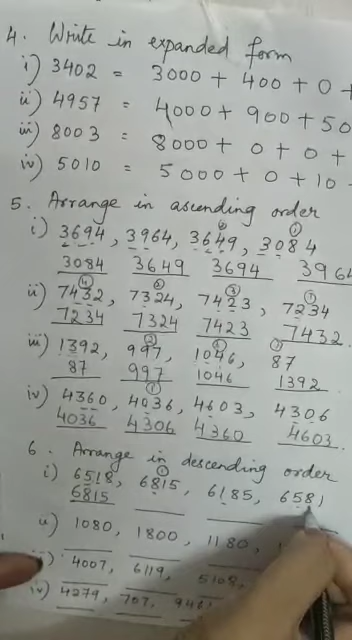 4. Write in expanded form
i) 3402 = 3000 + 400 + 0 +
ii) 4957 = 4000 + 900 + 50
iii) 8003 = 8000 + 0 + 0 +
iv) 5010 = 5000 + 0 + 10
5. Arrange in ascending order
i) 3694, 3964, 3649, 3084
3084 3649 3694 3964
ii) 7432, 7324, 7423, 7234
7234 7324 7423 7432
iii) 1392, 997, 1046, 87
87 997 1046 1392
iv) 4360, 4036, 4603, 4306
4036 4306 4360 4603
6. Arrange in descending order
i) 6518, 6815, 6185, 6581
6815
ii) 1080, 1800, 1180,
4007, 6119, 5108,
iv) 4279, 707,